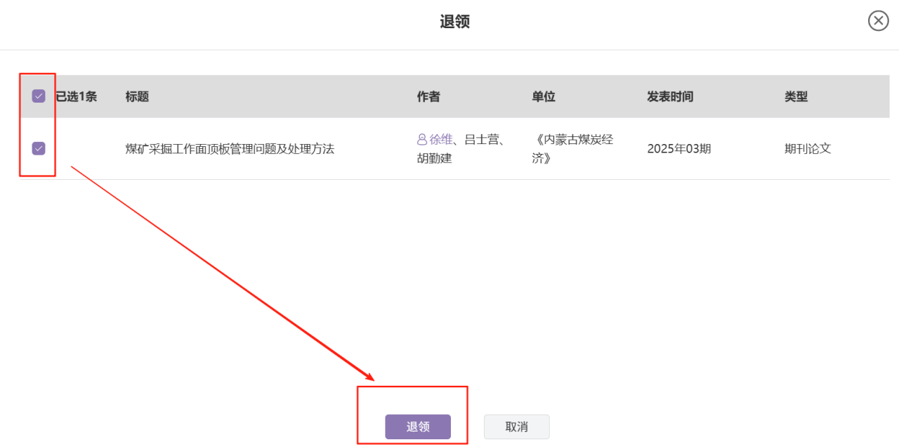 退领
已选1条 标题 作者 单位 发表时间 类型
煤矿采掘工作面顶板管理问题及处理方法 徐维、吕士营、 《内蒙古煤炭经 2025年03期 期刊论文
胡勤建 济》
退领 取消